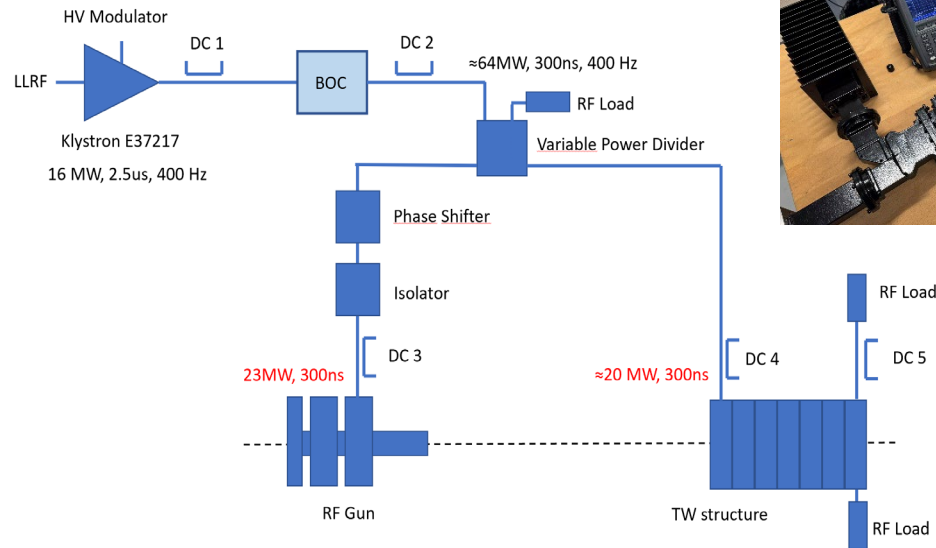 HV Modulator
DC 1
DC 2
LLRF
BOC
≈64MW, 300ns, 400 Hz
RF Load
Klystron E37217
16 MW, 2.5us, 400 Hz
Variable Power Divider
Phase Shifter
Isolator
RF Load
DC 3
DC 4
DC 5
23MW, 300ns
≈20 MW, 300ns
RF Gun
TW structure
RF Load